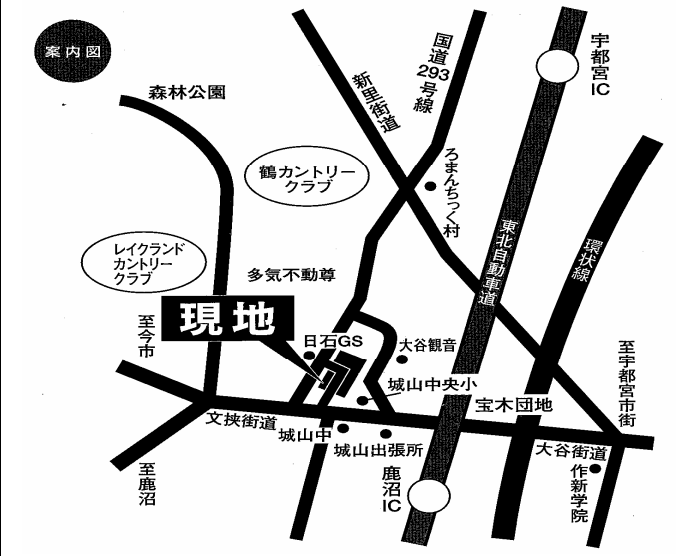 案内図
森林公園
新里街道
国道293号線
宇都宮IC
鶴カントリー
クラブ
ろまんちっく村
レイクランド
カントリー
クラブ
多気不動尊
東北自動車道
環状線
現地
至今市
日石GS
大谷観音
城山中央小
至宇都宮市街
文挟街道
宝木団地
城山中
城山出張所
大谷街道
至鹿沼
鹿沼IC
作新学院